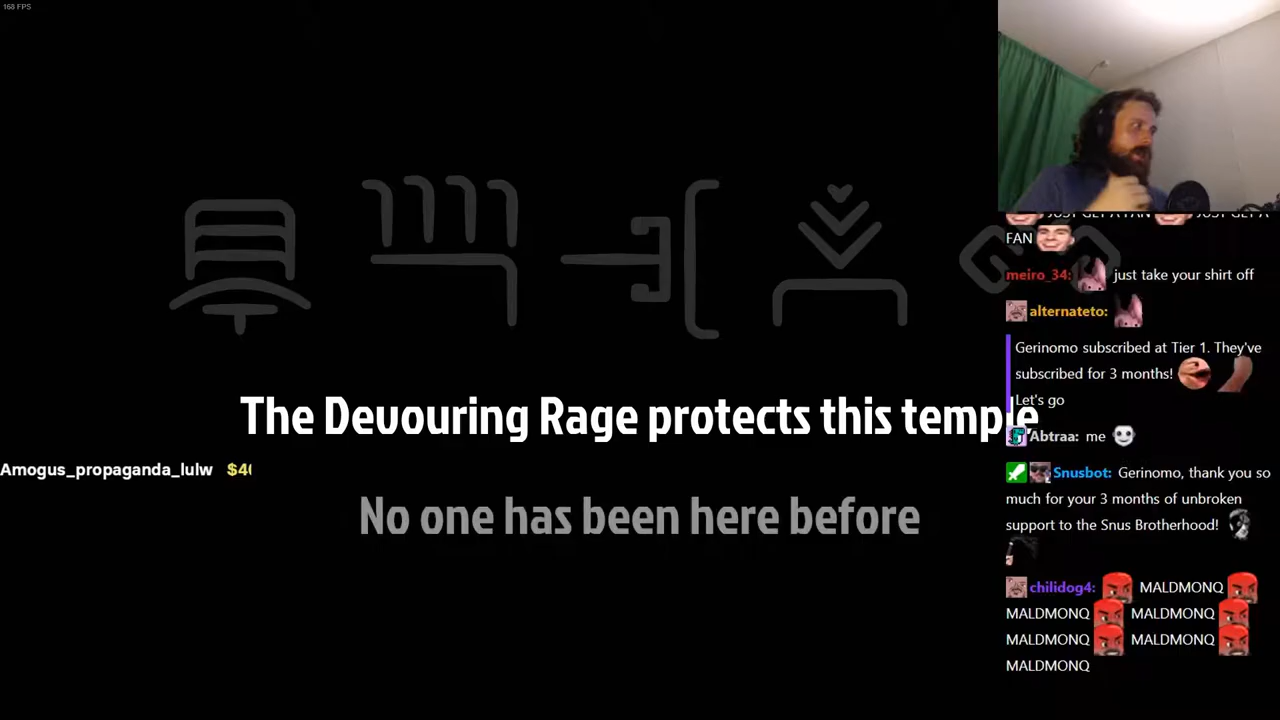 168 FPS
The Devouring Rage protects this temple
No one has been here before
Amogus_propaganda_lulw $40
FAN
meiro_34: just take your shirt off
alternateto:
Gerinomo subscribed at Tier 1. They've
subscribed for 3 months!
Let's go
Abtraa: me
Snusbot: Gerinomo, thank you so
much for your 3 months of unbroken
support to the Snus Brotherhood!
chilidog4: MALDMONQ
MALDMONQ MALDMONQ
MALDMONQ MALDMONQ
MALDMONQ